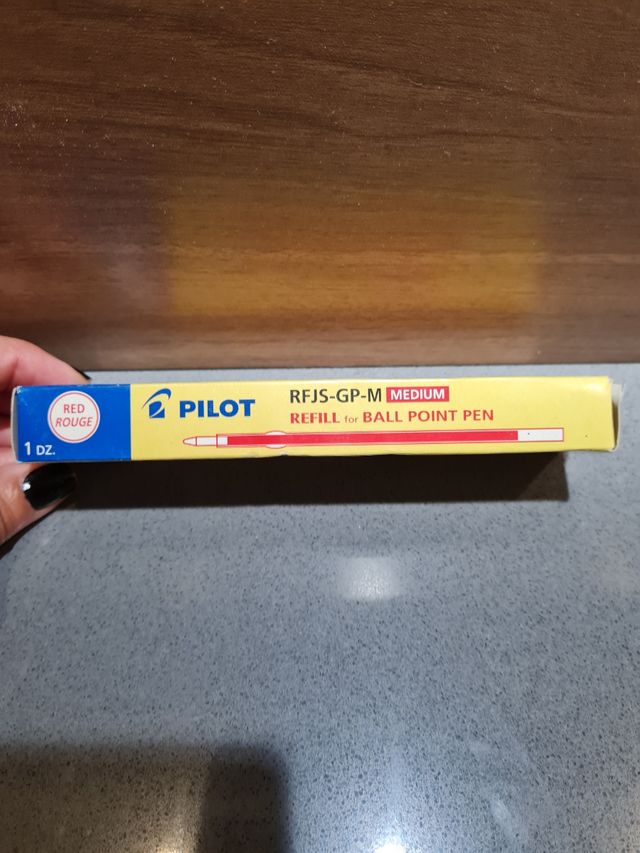 RED
ROUGE
1 DZ.
PILOT
RFJS-GP-M MEDIUM
REFILL for BALL POINT PEN